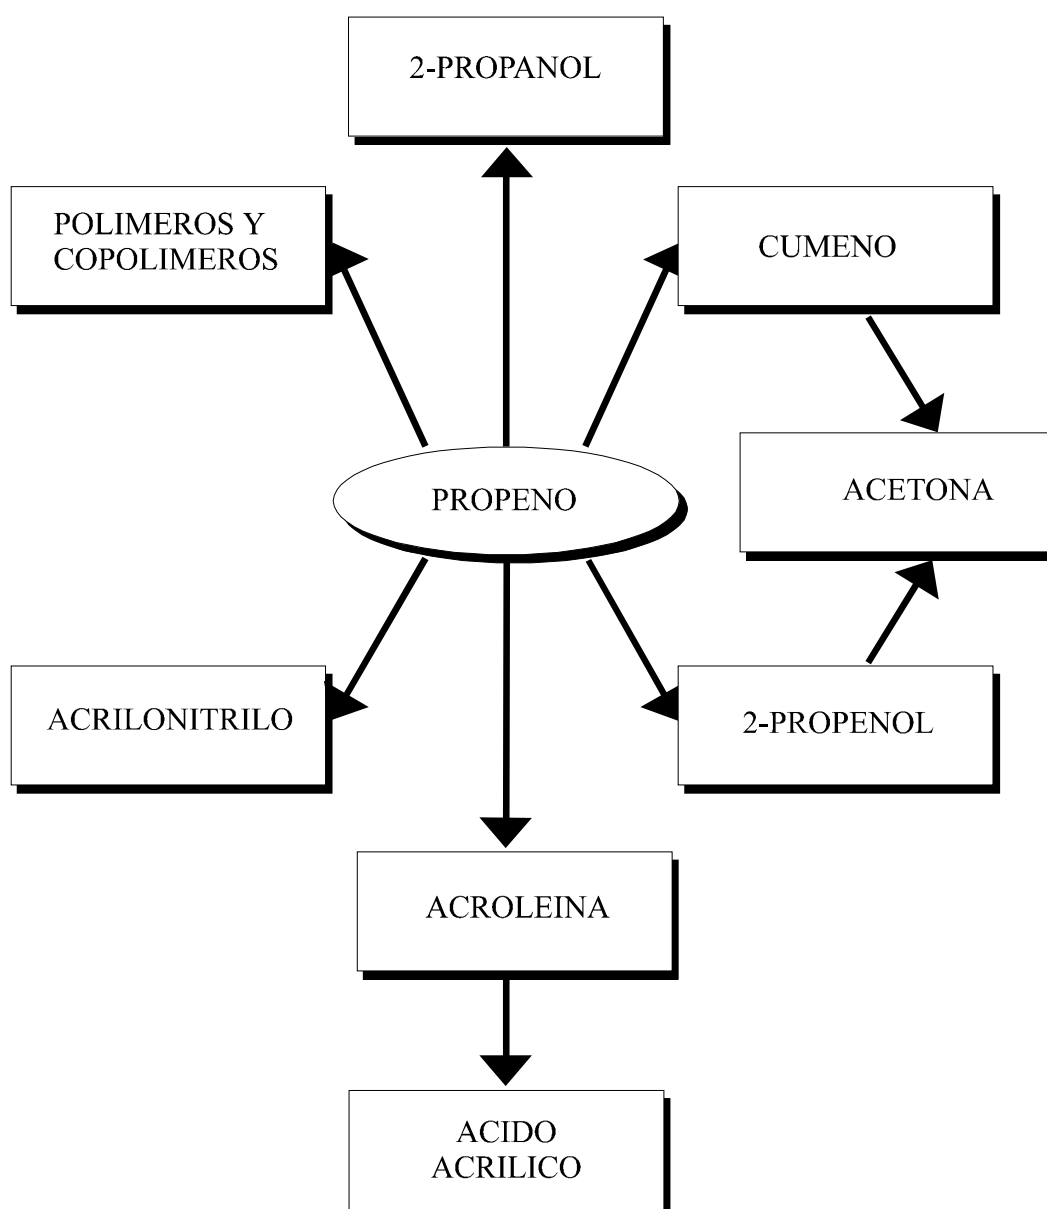 2-PROPANOL
POLIMEROS Y
COPOLIMEROS
CUMENO
PROPENO
ACETONA
ACRILONITRILO
2-PROPENOL
ACROLEINA
ACIDO
ACRILICO